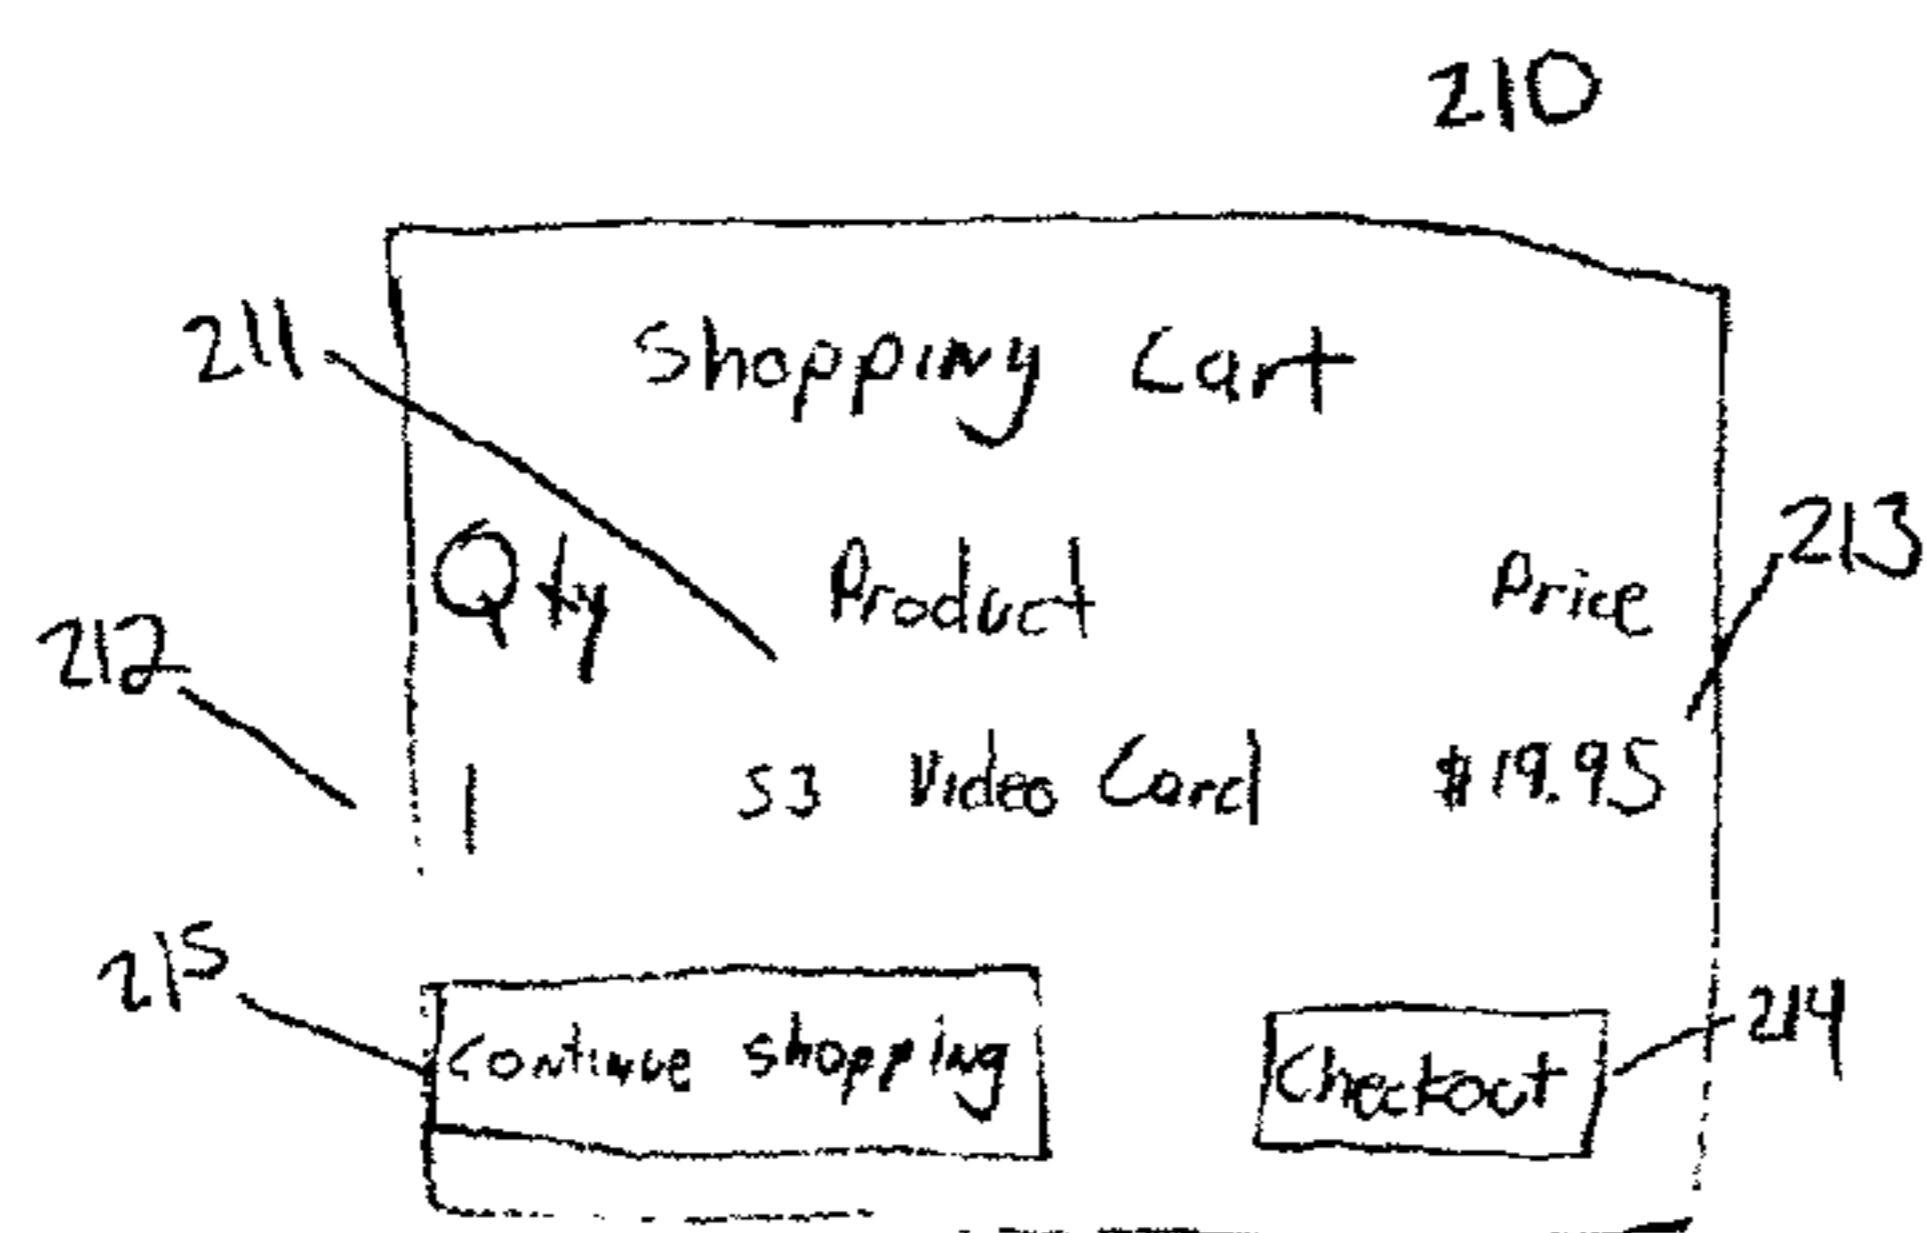 210
211
Shopping Cart
213
Qty Product Price
212
1 S3 Video Card $19.95
215
Continue shopping Checkout
214